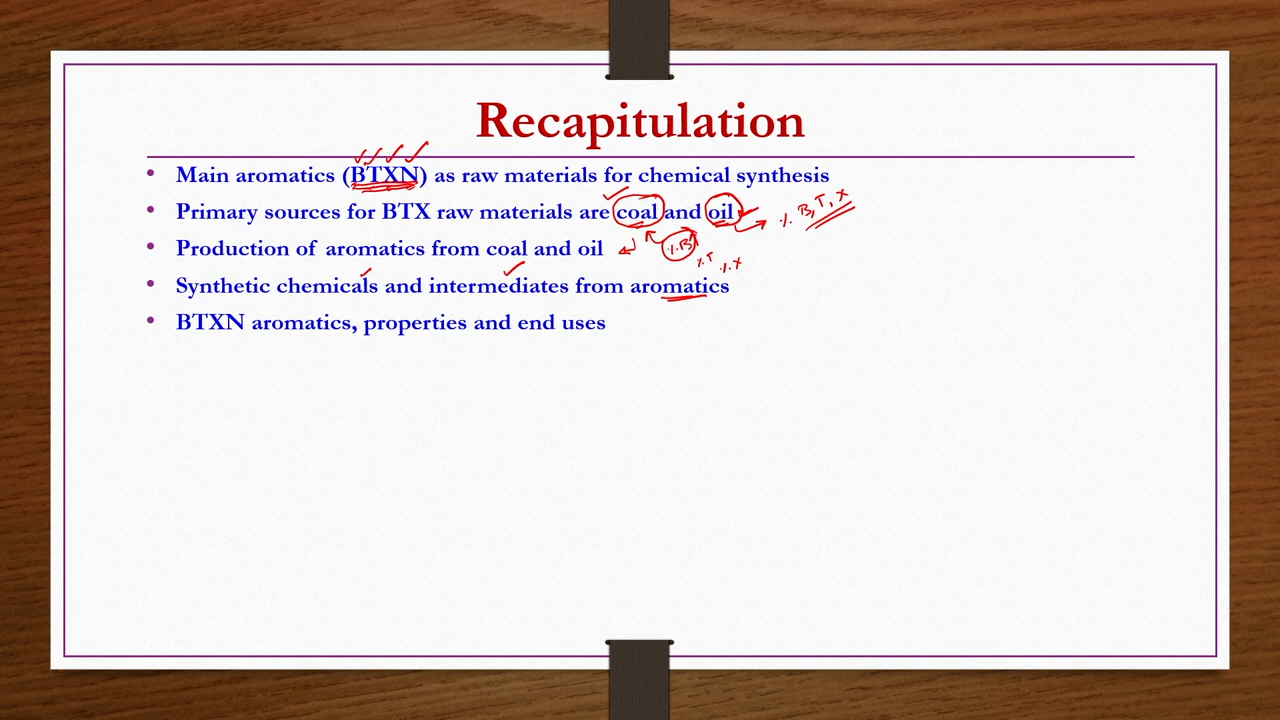 Recapitulation
• Main aromatics (BTXN) as raw materials for chemical synthesis
• Primary sources for BTX raw materials are coal and oil
% B, T, X
• Production of aromatics from coal and oil
% B
% T
% X
• Synthetic chemicals and intermediates from aromatics
• BTXN aromatics, properties and end uses